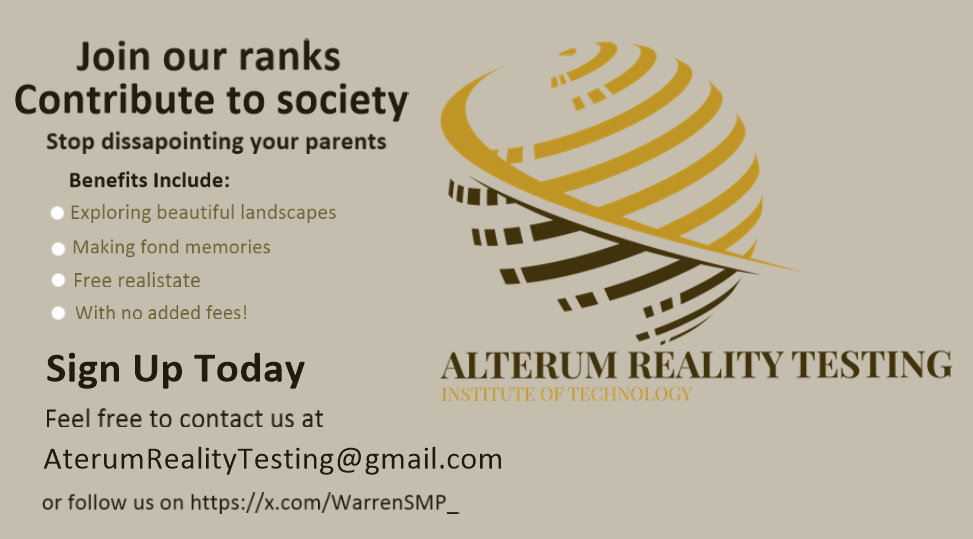 Join our ranks
Contribute to society
Stop dissapointing your parents
Benefits Include:
Exploring beautiful landscapes
Making fond memories
Free realistate
With no added fees!
Sign Up Today
Feel free to contact us at
AterumRealityTesting@gmail.com
or follow us on https://x.com/WarrenSMP_
ALTERUM REALITY TESTING
INSTITUTE OF TECHNOLOGY